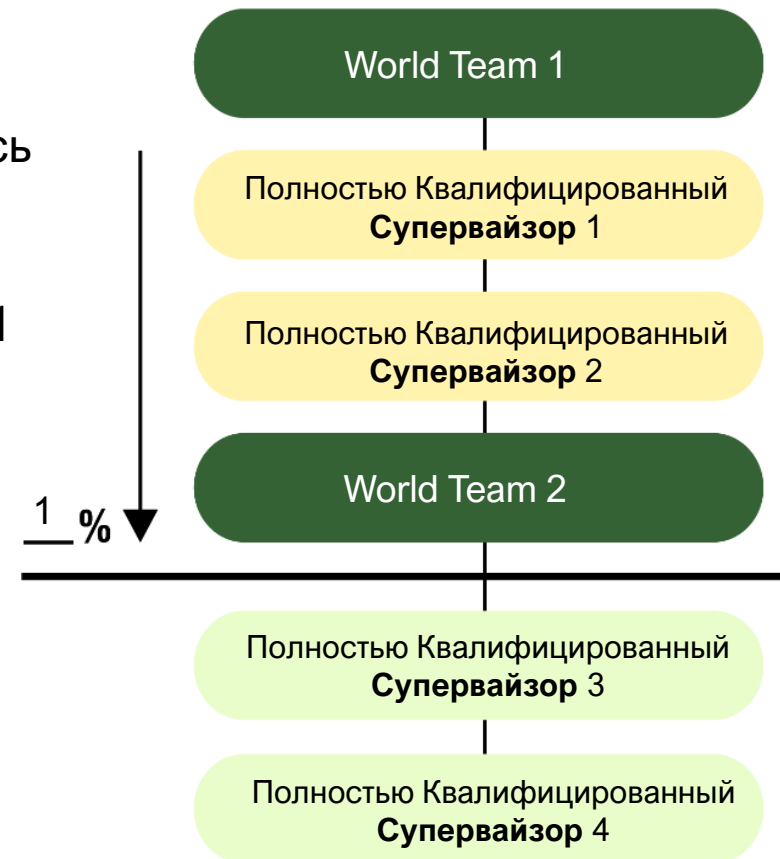 World Team 1
сь
Полностью Квалифицированный
Супервайзор 1
Полностью Квалифицированный
Супервайзор 2
World Team 2
1 %
Полностью Квалифицированный
Супервайзор 3
Полностью Квалифицированный
Супервайзор 4